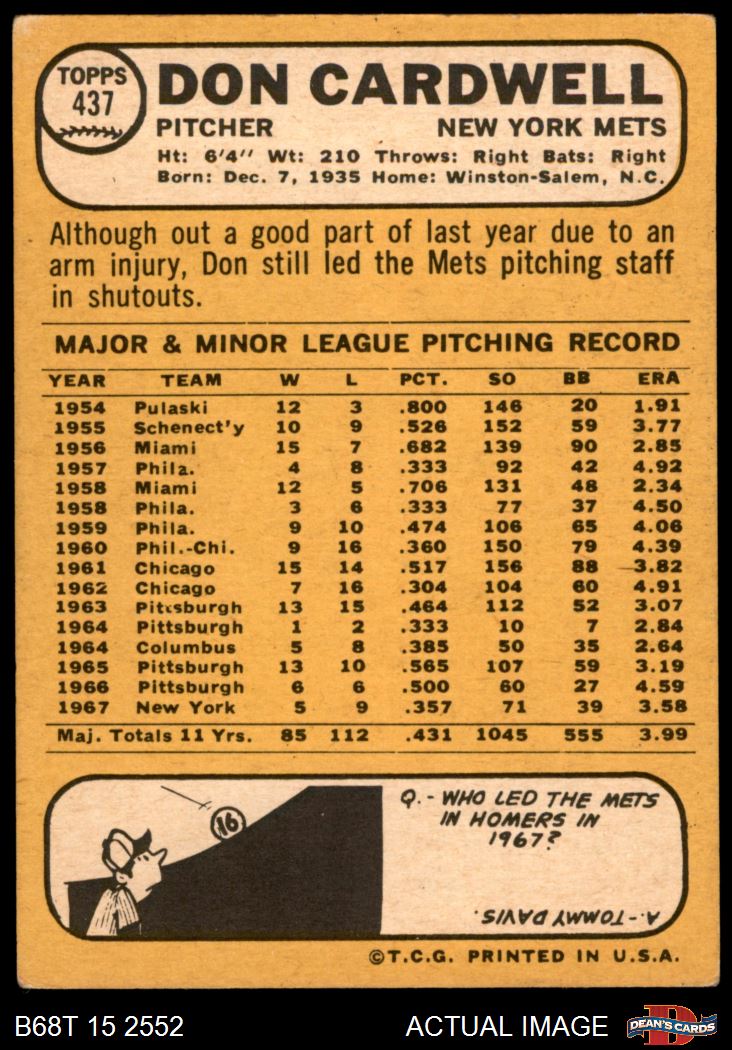 TOPPS
437
DON CARDWELL
PITCHER NEW YORK METS
Ht: 6'4" Wt: 210 Throws: Right Bats: Right
Born: Dec. 7, 1935 Home: Winston-Salem, N.C.
Although out a good part of last year due to an
arm injury, Don still led the Mets pitching staff
in shutouts.
MAJOR & MINOR LEAGUE PITCHING RECORD
YEAR TEAM W L PCT. SO BB ERA
1954 Pulaski 12 3 .800 146 20 1.91
1955 Schenect'y 10 9 .526 152 59 3.77
1956 Miami 15 7 .682 139 90 2.85
1957 Phila. 4 8 .333 92 42 4.92
1958 Miami 12 5 .706 131 48 2.34
1958 Phila. 3 6 .333 77 37 4.50
1959 Phila. 9 10 .474 106 65 4.06
1960 Phil.-Chi. 9 16 .360 150 79 4.39
1961 Chicago 15 14 .517 156 88 3.82
1962 Chicago 7 16 .304 104 60 4.91
1963 Pittsburgh 13 15 .464 112 52 3.07
1964 Pittsburgh 1 2 .333 10 7 2.84
1964 Columbus 5 8 .385 50 35 2.64
1965 Pittsburgh 13 10 .565 107 59 3.19
1966 Pittsburgh 6 6 .500 60 27 4.59
1967 New York 5 9 .357 71 39 3.58
Maj. Totals 11 Yrs. 85 112 .431 1045 555 3.99
16
Q.- WHO LED THE METS
IN HOMERS IN
1967?
A.- TOMMY DAVIS.
©T.C.G. PRINTED IN U.S.A.
B68T 15 2552 ACTUAL IMAGE
D
DEAN'S CARDS